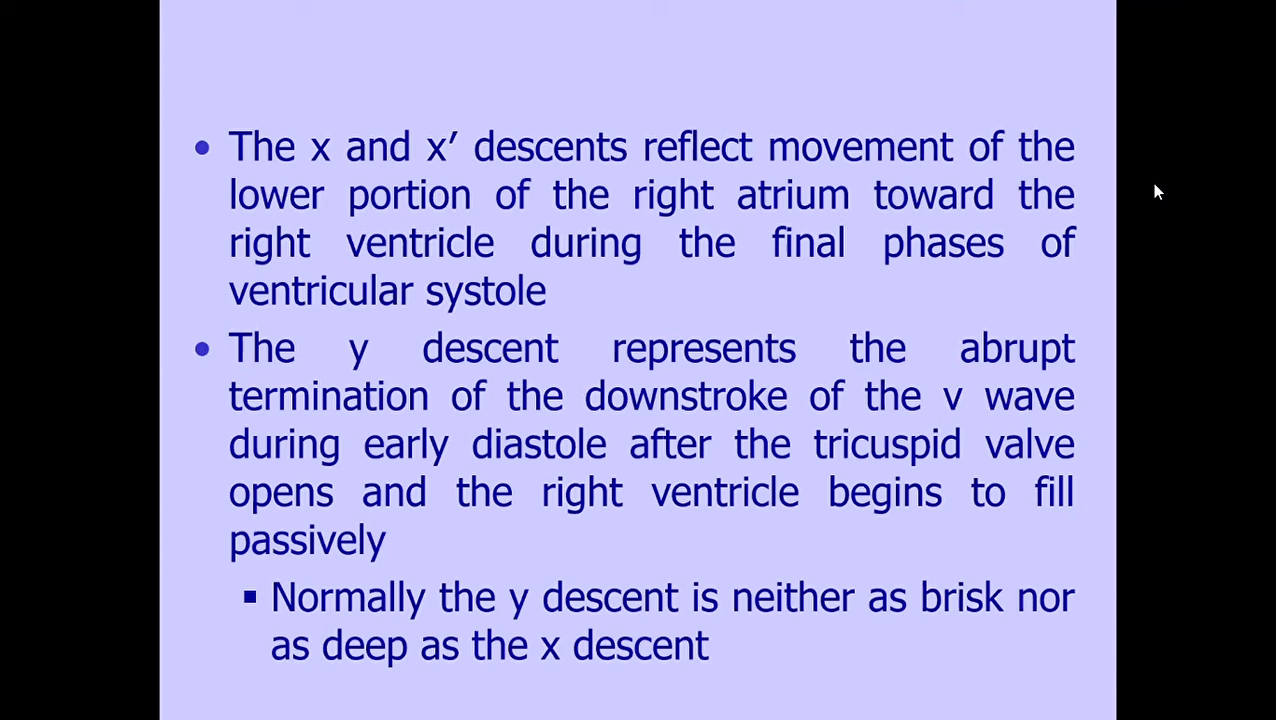 • The x and x′ descents reflect movement of the
lower portion of the right atrium toward the
right ventricle during the final phases of
ventricular systole
• The y descent represents the abrupt
termination of the downstroke of the v wave
during early diastole after the tricuspid valve
opens and the right ventricle begins to fill
passively
▪ Normally the y descent is neither as brisk nor
as deep as the x descent